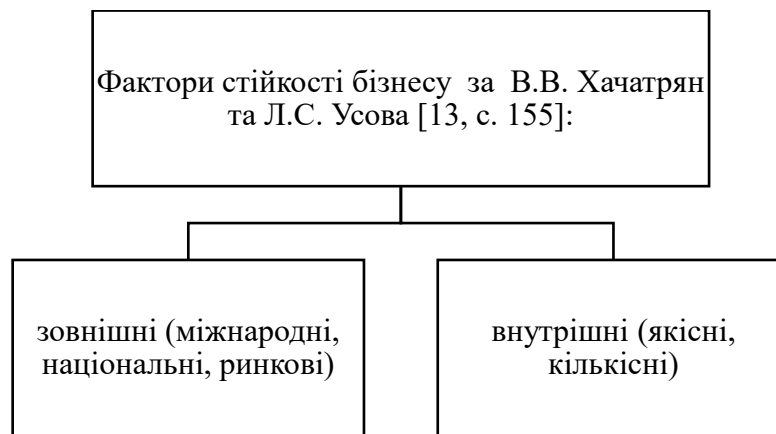 Фактори стійкості бізнесу за В.В. Хачатрян
та Л.С. Усова [13, с. 155]:
зовнішні (міжнародні,
національні, ринкові)
внутрішні (якісні,
кількісні)